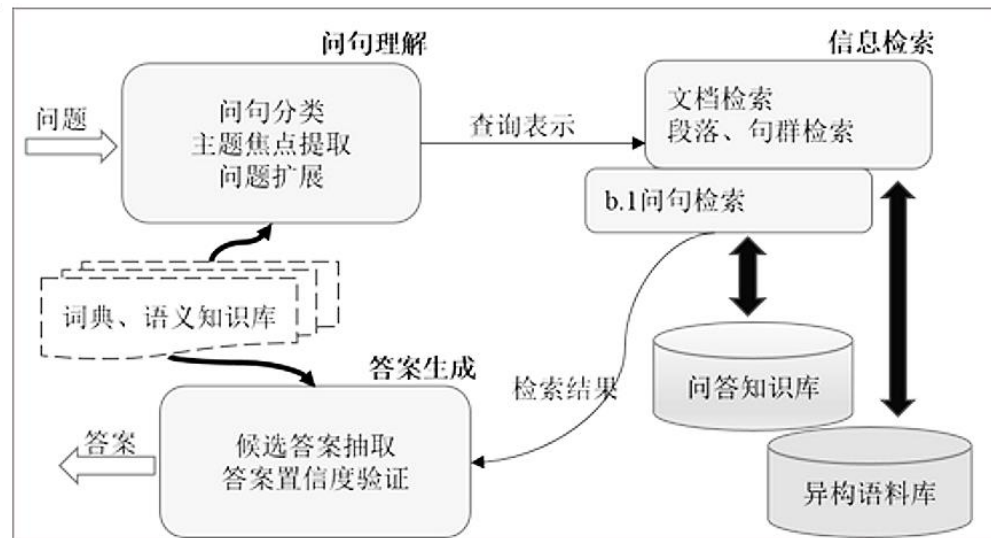 问句理解
信息检索
问题
问句分类
主题焦点提取
问题扩展
查询表示
文档检索
段落、句群检索
b.1问句检索
词典、语义知识库
答案生成
检索结果
问答知识库
答案
候选答案抽取
答案置信度验证
异构语料库